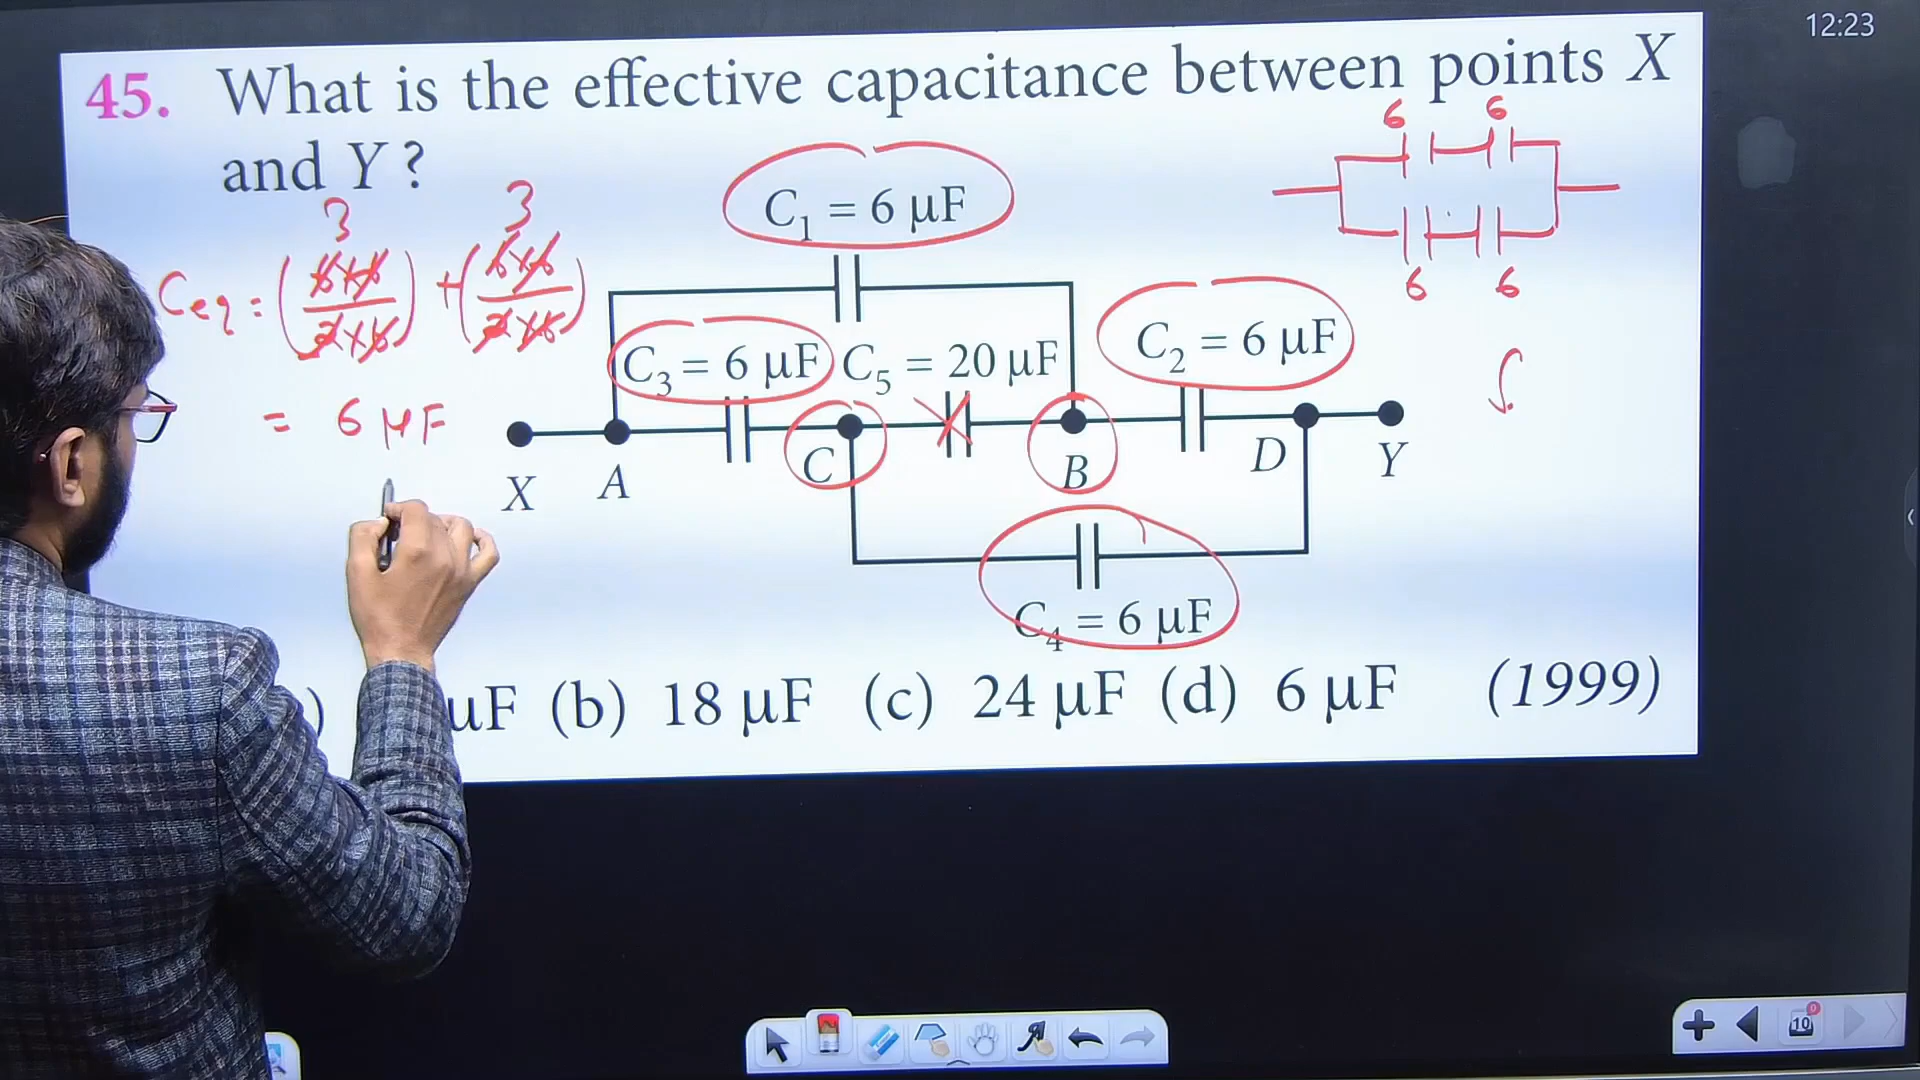 12:23
45. What is the effective capacitance between points X
and Y ?
6 6
6 6
3 3
Ceq = (6×6/2×6) + (6×6/2×6)
= 6 μF
C₁ = 6 μF
C₃ = 6 μF
C₅ = 20 μF
C₂ = 6 μF
X A C B D Y
C₄ = 6 μF
) μF (b) 18 μF (c) 24 μF (d) 6 μF (1999)
10